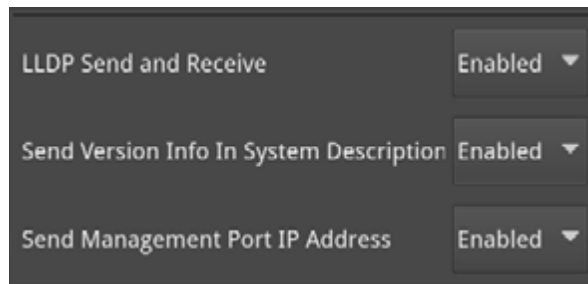 LLDP Send and Receive Enabled
Send Version Info In System Description Enabled
Send Management Port IP Address Enabled